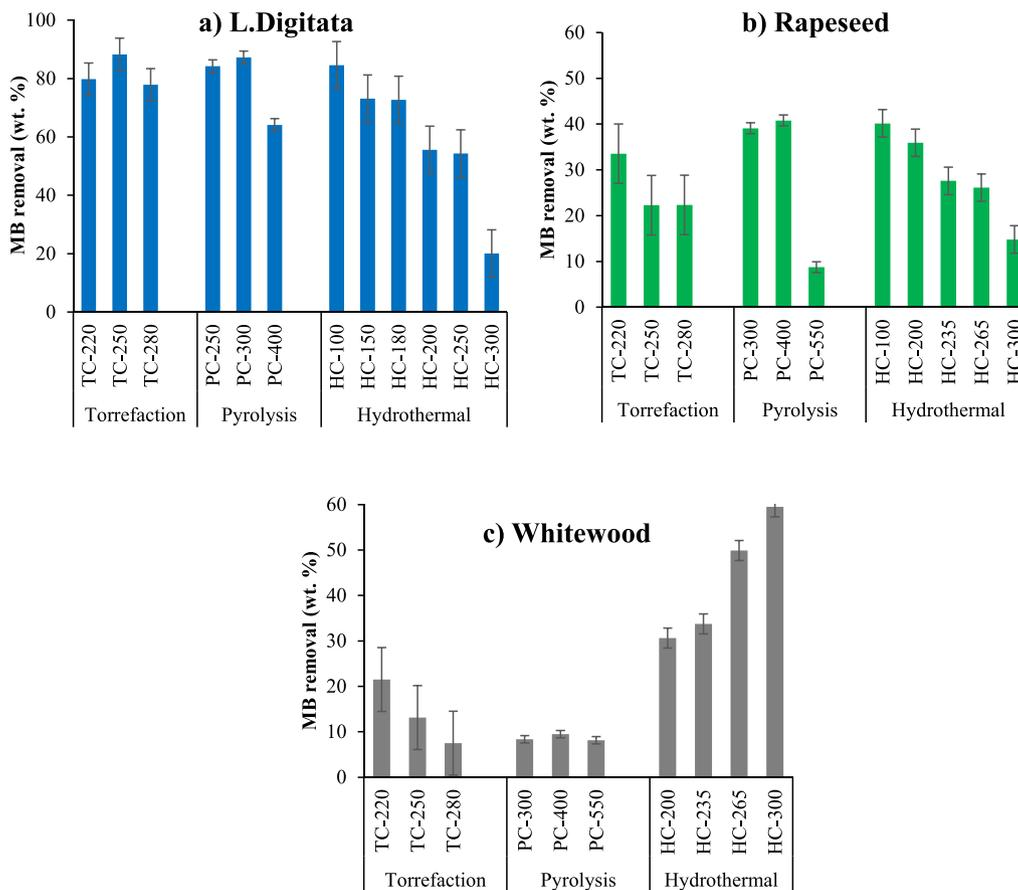 a) L.Digitata
MB removal (wt. %)
100
80
60
40
20
0
TC-220
TC-250
TC-280
PC-250
PC-300
PC-400
HC-100
HC-150
HC-180
HC-200
HC-250
HC-300
Torrefaction
Pyrolysis
Hydrothermal
b) Rapeseed
MB removal (wt. %)
60
50
40
30
20
10
0
TC-220
TC-250
TC-280
PC-300
PC-400
PC-550
HC-100
HC-200
HC-235
HC-265
HC-300
Torrefaction
Pyrolysis
Hydrothermal
c) Whitewood
MB removal (wt. %)
60
50
40
30
20
10
0
TC-220
TC-250
TC-280
PC-300
PC-400
PC-550
HC-200
HC-235
HC-265
HC-300
Torrefaction
Pyrolysis
Hydrothermal